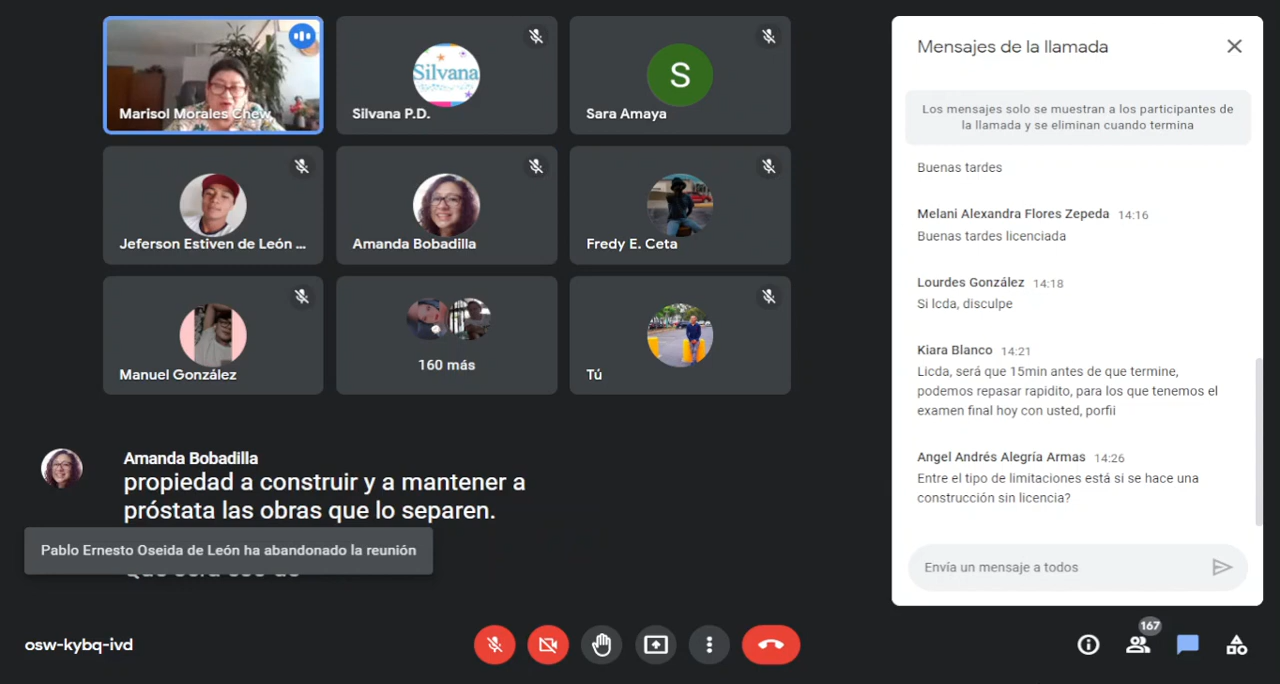 Marisol Morales Chew
Silvana
Silvana P.D.
S
Sara Amaya
Jeferson Estiven de León ...
Amanda Bobadilla
Fredy E. Ceta
Manuel González
160 más
Tú
Amanda Bobadilla
propiedad a construir y a mantener a
próstata las obras que lo separen.
Pablo Ernesto Oseida de León ha abandonado la reunión
osw-kybq-ivd
Mensajes de la llamada
Los mensajes solo se muestran a los participantes de
la llamada y se eliminan cuando termina
Buenas tardes
Melani Alexandra Flores Zepeda 14:16
Buenas tardes licenciada
Lourdes González 14:18
Si lcda, disculpe
Kiara Blanco 14:21
Licda, será que 15min antes de que termine,
podemos repasar rapidito, para los que tenemos el
examen final hoy con usted, porfii
Angel Andrés Alegría Armas 14:26
Entre el tipo de limitaciones está si se hace una
construcción sin licencia?
Envía un mensaje a todos
167